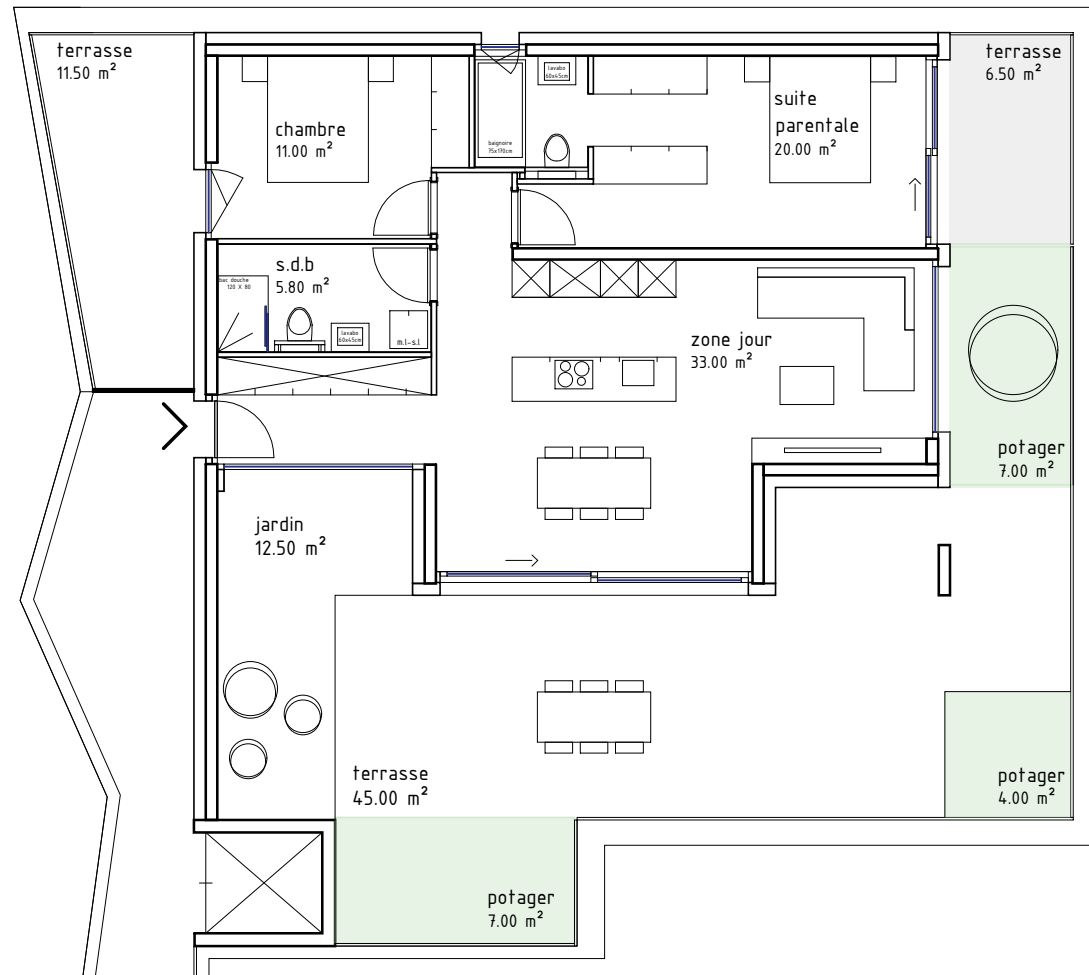 terrasse
11.50 m²
terrasse
6.50 m²
lavabo
60x45cm
suite
parentale
20.00 m²
chambre
11.00 m²
baignoire
75x170cm
s.d.b
5.80 m²
bac douche
120 X 80
lavabo
60x45cm
m.l-s.l
zone jour
33.00 m²
potager
7.00 m²
jardin
12.50 m²
terrasse
45.00 m²
potager
4.00 m²
potager
7.00 m²